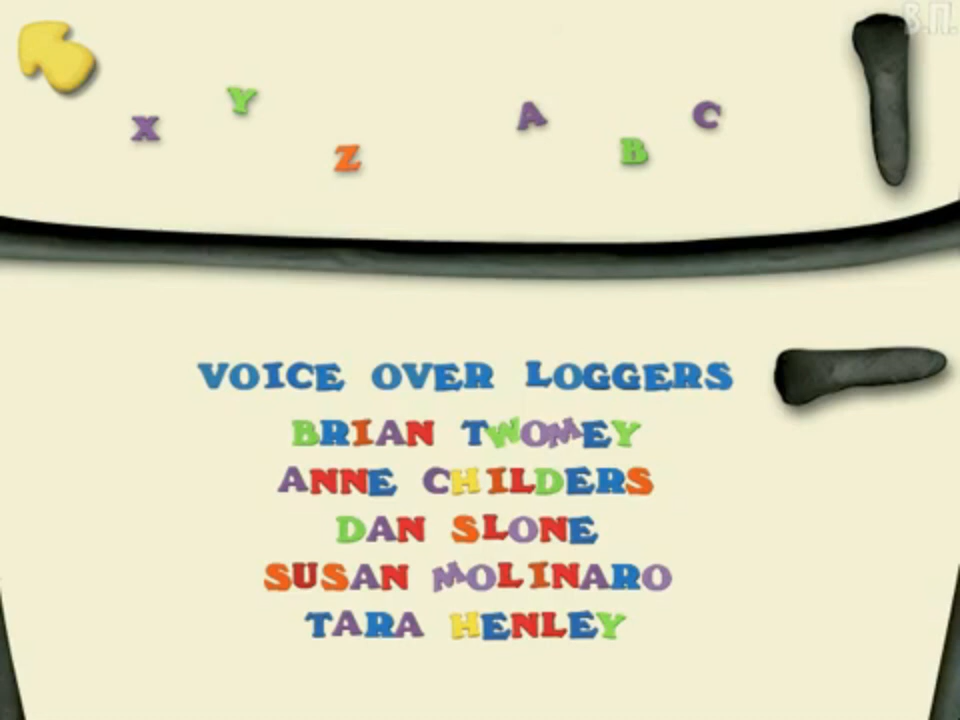 В.П.
X Y Z A B C
VOICE OVER LOGGERS
BRIAN TWOMEY
ANNE CHILDERS
DAN SLONE
SUSAN MOLINARO
TARA HENLEY